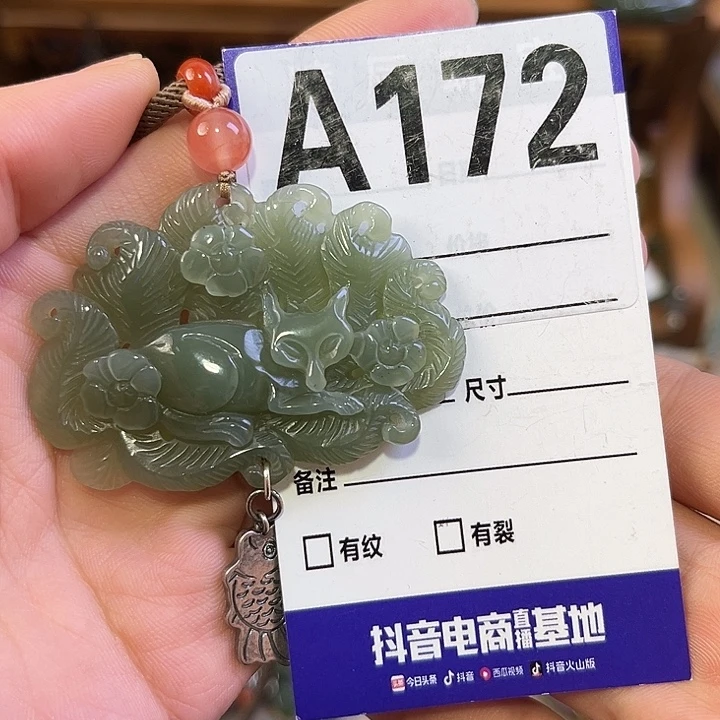 A172
尺寸
备注
有纹 有裂
抖音电商直播基地
今日头条 抖音 西瓜视频 抖音火山版